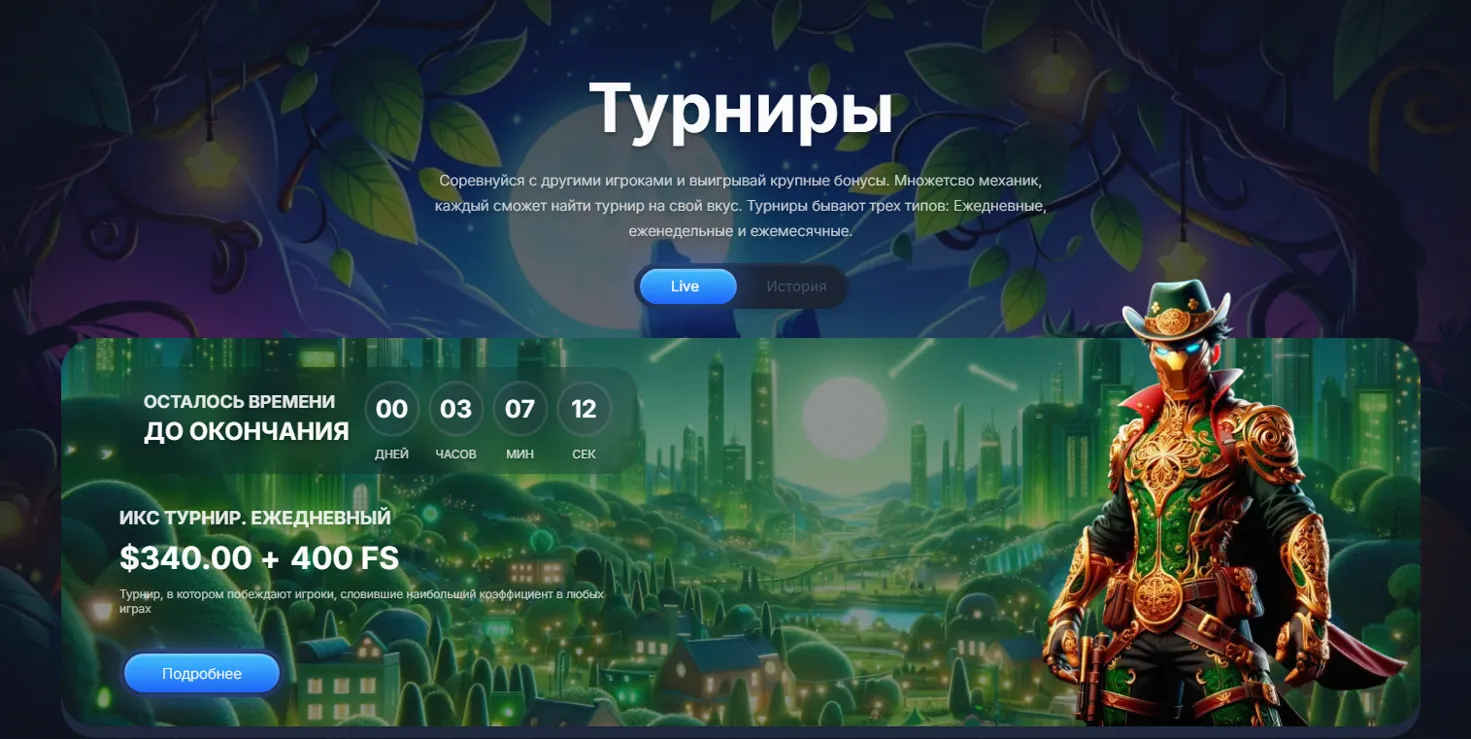 Турниры
Соревнуйся с другими игроками и выигрывай крупные бонусы. Множетсво механик,
каждый сможет найти турнир на свой вкус. Турниры бывают трех типов: Ежедневные,
еженедельные и ежемесячные.
Live История
ОСТАЛОСЬ ВРЕМЕНИ
ДО ОКОНЧАНИЯ
00 03 07 12
ДНЕЙ ЧАСОВ МИН СЕК
ИКС ТУРНИР. ЕЖЕДНЕВНЫЙ
$340.00 + 400 FS
Турнир, в котором побеждают игроки, словившие наибольший коэффициент в любых
играх
Подробнее